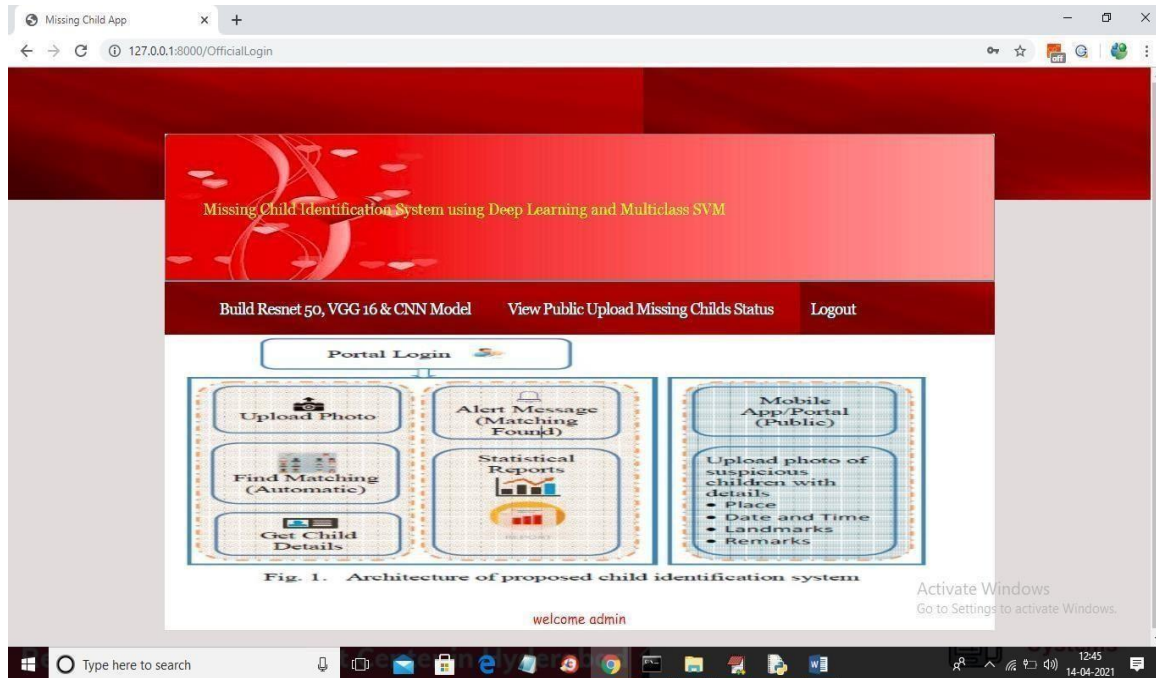 Missing Child App
127.0.0.1:8000/OfficialLogin
off
Missing Child Identification System using Deep Learning and Multiclass SVM
Build Resnet 50, VGG 16 & CNN Model View Public Upload Missing Childs Status Logout
Portal Login
Upload Photo
Find Matching
(Automatic)
Get Child
Details
Alert Message
(Matching
Found)
Statistical
Reports
Mobile
App/Portal
(Public)
Upload photo of
suspicious
children with
details
• Place
• Date and Time
• Landmarks
• Remarks
Fig. 1. Architecture of proposed child identification system
welcome admin
Activate Windows
Go to Settings to activate Windows.
Type here to search
12:45
14-04-2021